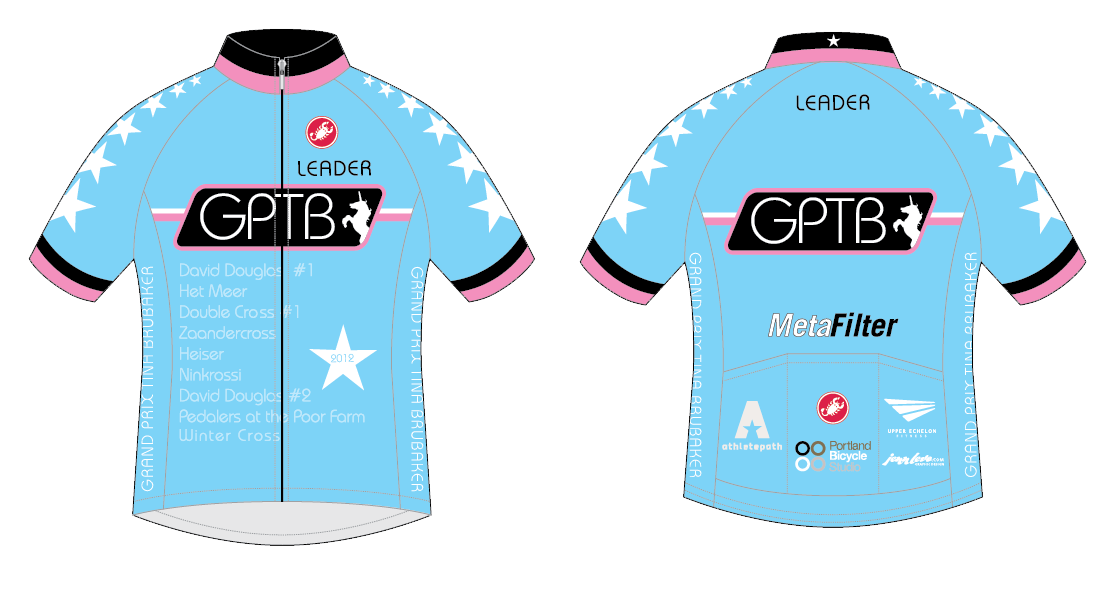 LEADER
GPTB
David Douglas #1
Het Meer
Double Cross #1
Zaandercross
Heiser
Ninkrossi
David Douglas #2
Pedalers at the Poor Farm
Winter Cross
2012
GRAND PRIX TINA BRUBAKER
GRAND PRIX TINA BRUBAKER
LEADER
GPTB
MetaFilter
GRAND PRIX TINA BRUBAKER
GRAND PRIX TINA BRUBAKER
A
athletepath
Portland
Bicycle
Studio
UPPER ECHELON
FITNESS